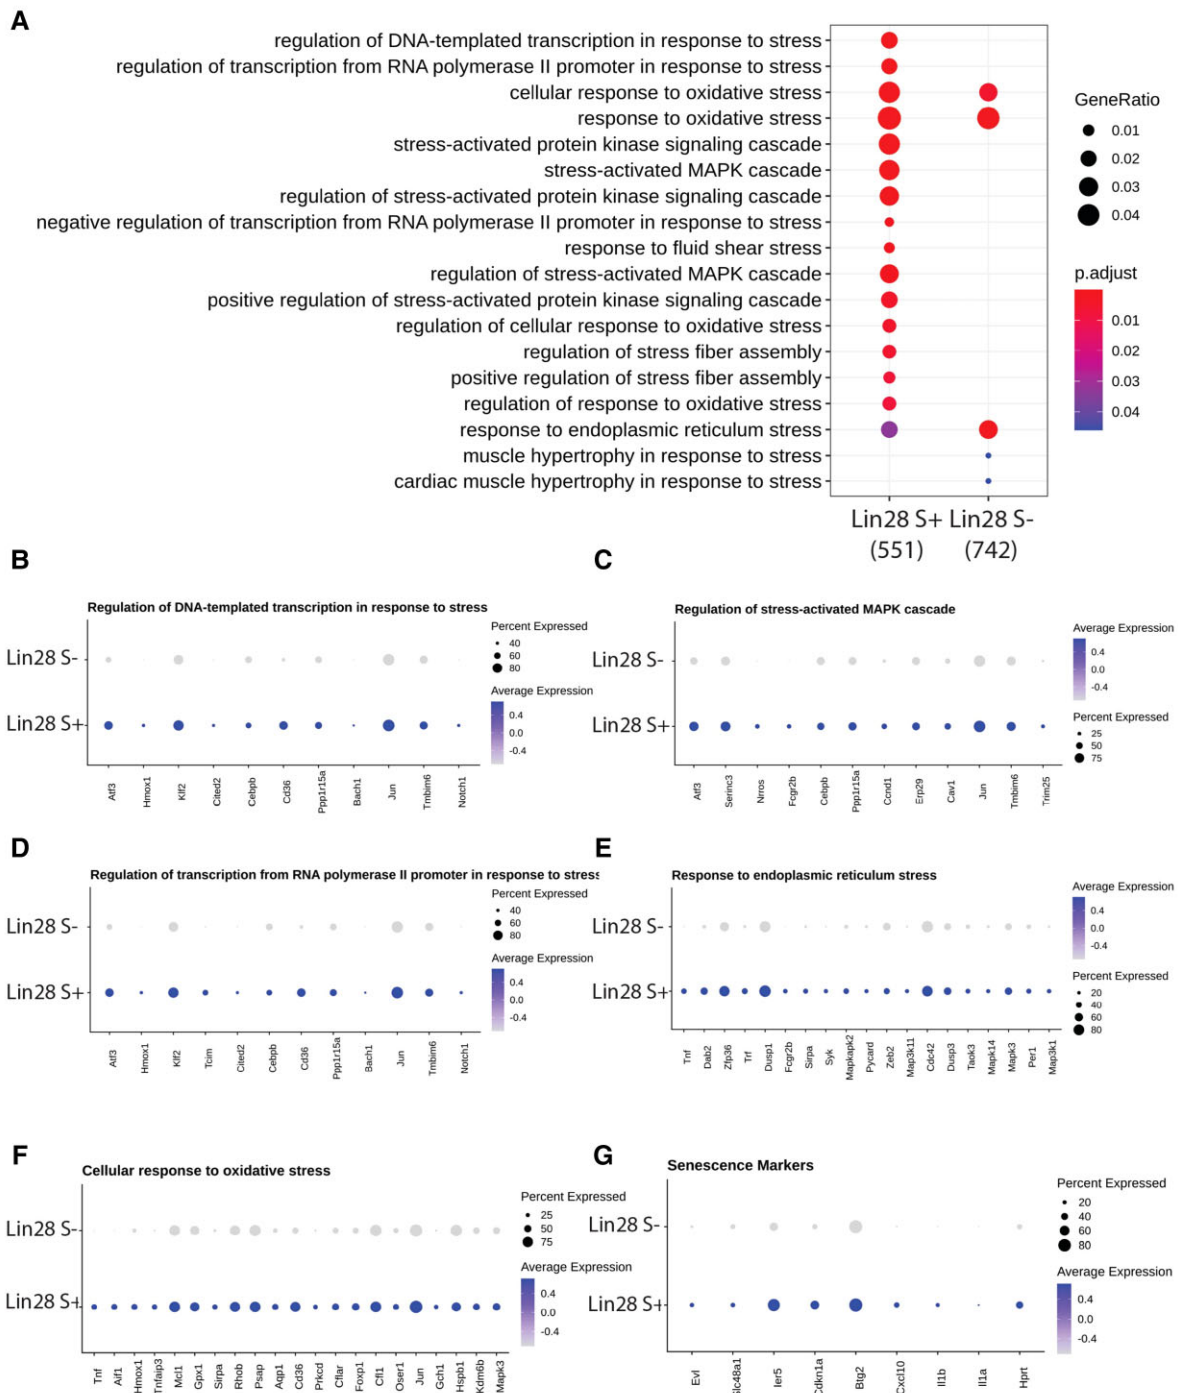 A
regulation of DNA-templated transcription in response to stress
regulation of transcription from RNA polymerase II promoter in response to stress
cellular response to oxidative stress
response to oxidative stress
stress-activated protein kinase signaling cascade
stress-activated MAPK cascade
regulation of stress-activated protein kinase signaling cascade
negative regulation of transcription from RNA polymerase II promoter in response to stress
response to fluid shear stress
regulation of stress-activated MAPK cascade
positive regulation of stress-activated protein kinase signaling cascade
regulation of cellular response to oxidative stress
regulation of stress fiber assembly
positive regulation of stress fiber assembly
regulation of response to oxidative stress
response to endoplasmic reticulum stress
muscle hypertrophy in response to stress
cardiac muscle hypertrophy in response to stress
Lin28 S+ Lin28 S-
(551) (742)
GeneRatio
0.01
0.02
0.03
0.04
p.adjust
0.01
0.02
0.03
0.04
B
Regulation of DNA-templated transcription in response to stress
Lin28 S-
Lin28 S+
Atf3 Hmox1 Klf2 Cited2 Cebpb Cd36 Ppp1r15a Bach1 Jun Tmbim6 Notch1
Percent Expressed
40
60
80
Average Expression
0.4
0.0
-0.4
C
Regulation of stress-activated MAPK cascade
Lin28 S-
Lin28 S+
Atf3 Serinc3 Nrros Fcgr2b Cebpb Ppp1r15a Ccnd1 Erp29 Cav1 Jun Tmbim6 Trim25
Average Expression
0.4
0.0
-0.4
Percent Expressed
25
50
75
D
Regulation of transcription from RNA polymerase II promoter in response to stress
Lin28 S-
Lin28 S+
Atf3 Hmox1 Klf2 Tcim Cited2 Cebpb Cd36 Ppp1r15a Bach1 Jun Tmbim6 Notch1
Percent Expressed
40
60
80
Average Expression
0.4
0.0
-0.4
E
Response to endoplasmic reticulum stress
Lin28 S-
Lin28 S+
Tnf Dab2 Zfp36 Trf Dusp1 Fcgr2b Sirpa Syk Mapkapk2 Pycard Zeb2 Map3k11 Cdc42 Dusp3 Taok3 Mapk14 Mapk3 Per1 Map3k1
Average Expression
0.4
0.0
-0.4
Percent Expressed
20
40
60
80
F
Cellular response to oxidative stress
Lin28 S-
Lin28 S+
Tnf Aif1 Hmox1 Tnfaip3 Mcl1 Gpx1 Sirpa Rhob Psap Aqp1 Cd36 Prkcd Cflar Foxp1 Cfl1 Oser1 Jun Gch1 Hspb1 Kdm6b Mapk3
Percent Expressed
25
50
75
Average Expression
0.4
0.0
-0.4
G
Senescence Markers
Lin28 S-
Lin28 S+
Evl Slc48a1 Ier5 Cdkn1a Btg2 Cxcl10 Il1b Il1a Hprt
Percent Expressed
20
40
60
80
Average Expression
0.4
0.0
-0.4